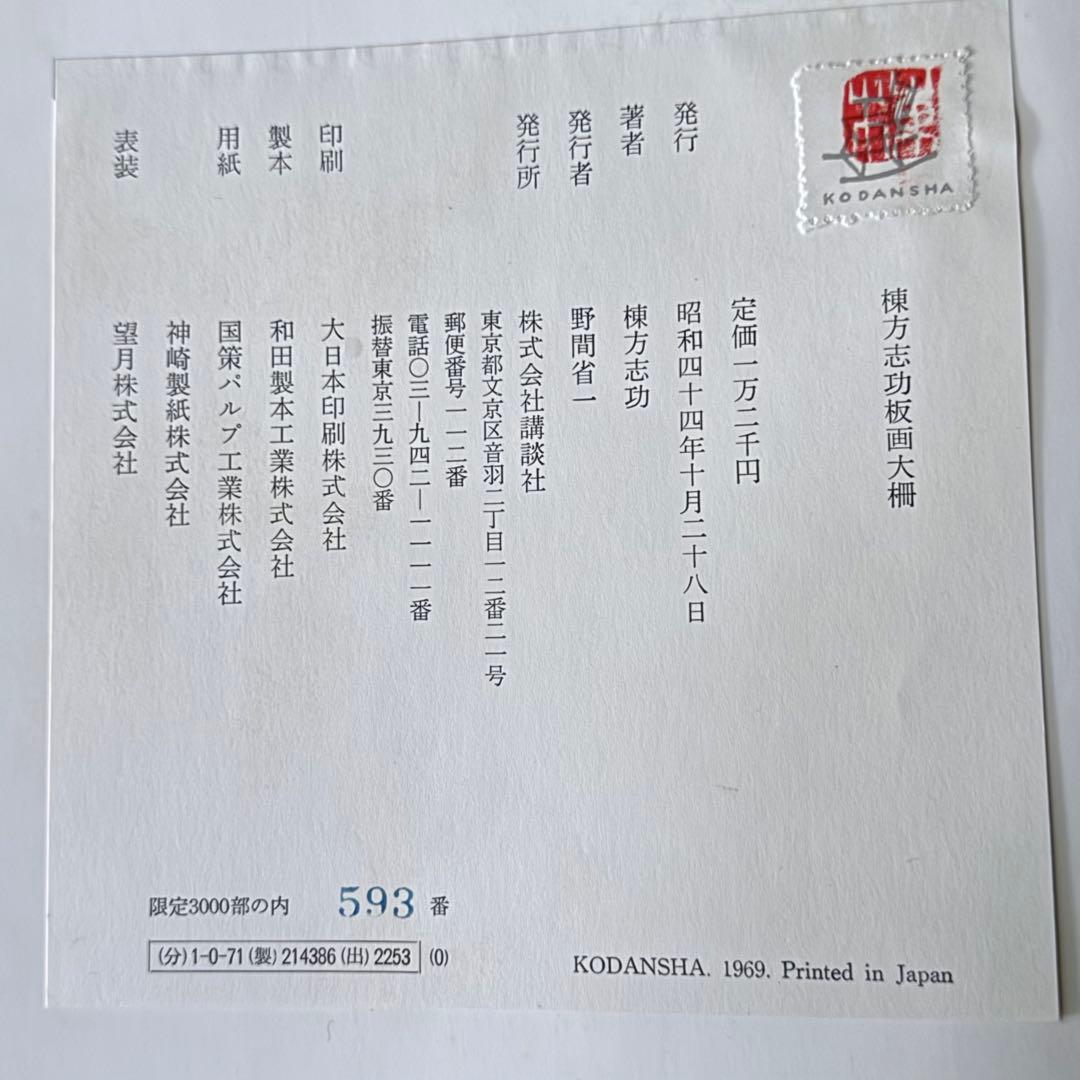 KODANSHA
棟方志功板画大柵
定価一万二千円
発行 昭和四十四年十月二十八日
著者 棟方志功
発行者 野間省一
発行所 株式会社講談社
東京都文京区音羽二丁目一二番二一号
郵便番号一一二番
電話〇三―九四二―一一一一番
振替東京三九三〇番
印刷 大日本印刷株式会社
製本 和田製本工業株式会社
用紙 国策パルプ工業株式会社
神崎製紙株式会社
表装 望月株式会社
限定3000部の内 593 番
(分)1-0-71(製)214386(出)2253 (0)
KODANSHA. 1969. Printed in Japan